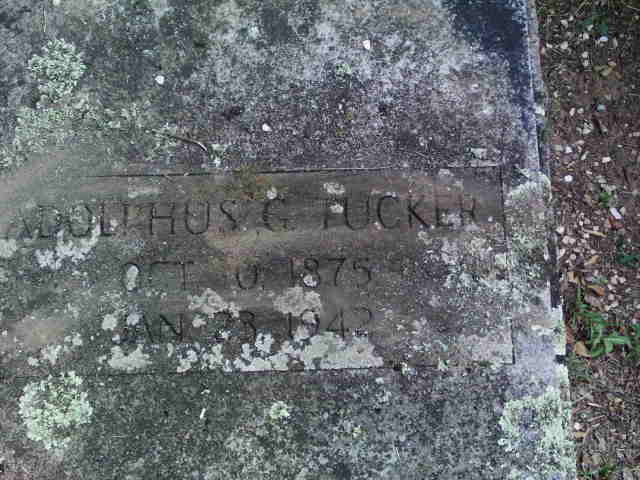 ADOLPHUS G. TUCKER
OCT 1875
JAN 23 1942